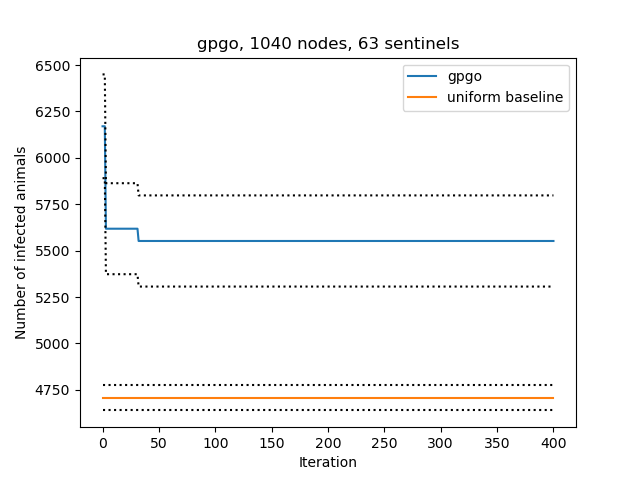 gpgo, 1040 nodes, 63 sentinels
gpgo
uniform baseline
Number of infected animals
6500
6250
6000
5750
5500
5250
5000
4750
0 50 100 150 200 250 300 350 400
Iteration